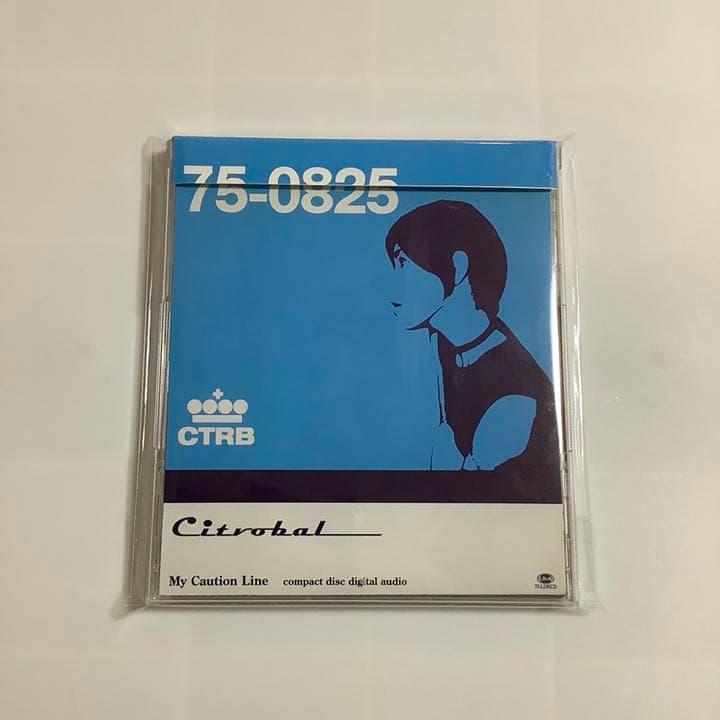 75-0825
CTRB
Citrobal
My Caution Line compact disc digital audio